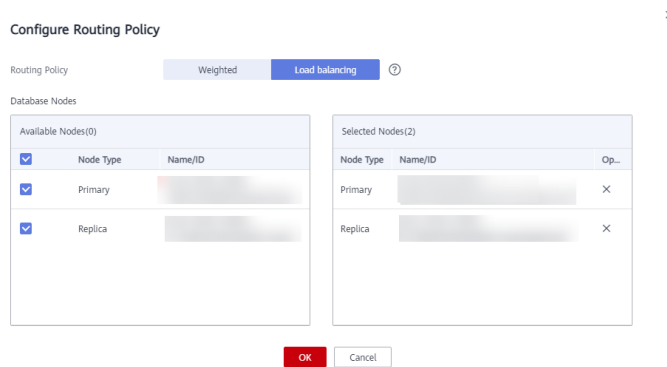 Configure Routing Policy
Routing Policy Weighted Load balancing ?
Database Nodes
Available Nodes(0)
Node Type Name/ID
Primary
Replica
Selected Nodes(2)
Node Type Name/ID Op...
Primary
Replica
OK Cancel